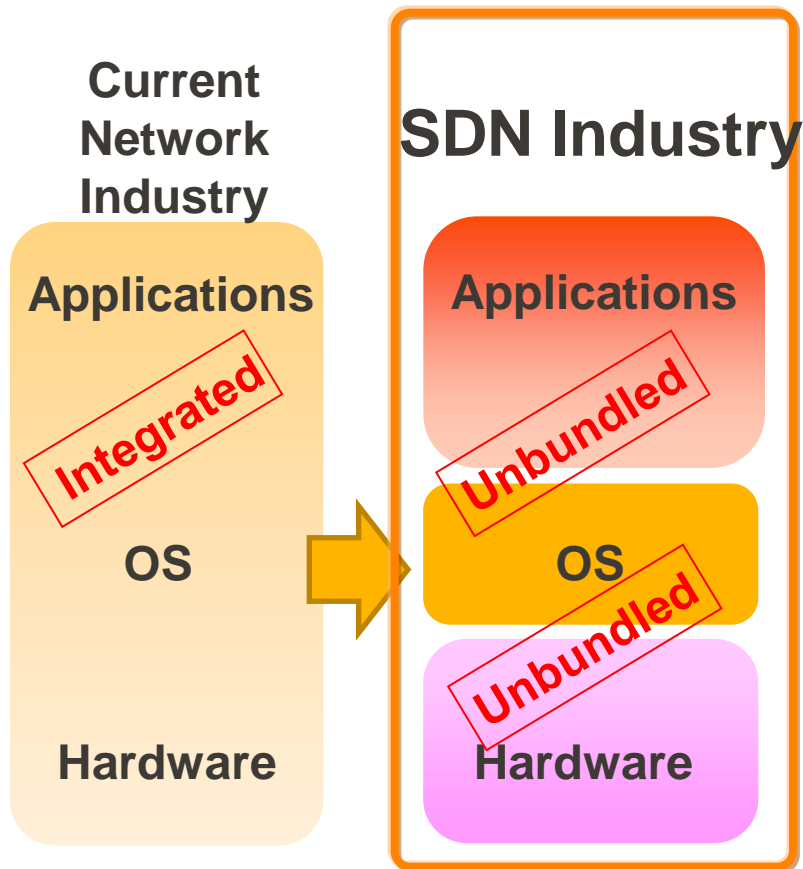 Current
Network
Industry
Applications
Integrated
OS
Hardware
SDN Industry
Applications
Unbundled
OS
Unbundled
Hardware